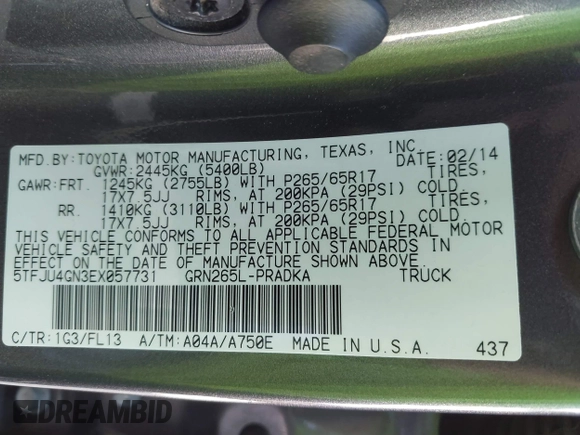 MFD.BY:TOYOTA MOTOR MANUFACTURING, TEXAS, INC.
GVWR:2445KG (5400LB) DATE:02/14
GAWR:FRT. 1245KG (2755LB) WITH P265/65R17 TIRES,
17X7.5JJ RIMS, AT 200KPA (29PSI) COLD.
RR. 1410KG (3110LB) WITH P265/65R17 TIRES,
17X7.5JJ RIMS, AT 200KPA (29PSI) COLD.
THIS VEHICLE CONFORMS TO ALL APPLICABLE FEDERAL MOTOR
VEHICLE SAFETY AND THEFT PREVENTION STANDARDS IN
EFFECT ON THE DATE OF MANUFACTURE SHOWN ABOVE.
5TFJU4GN3EX057731 GRN265L-PRADKA TRUCK
C/TR:1G3/FL13 A/TM:A04A/A750E MADE IN U.S.A. 437
DREAMBID